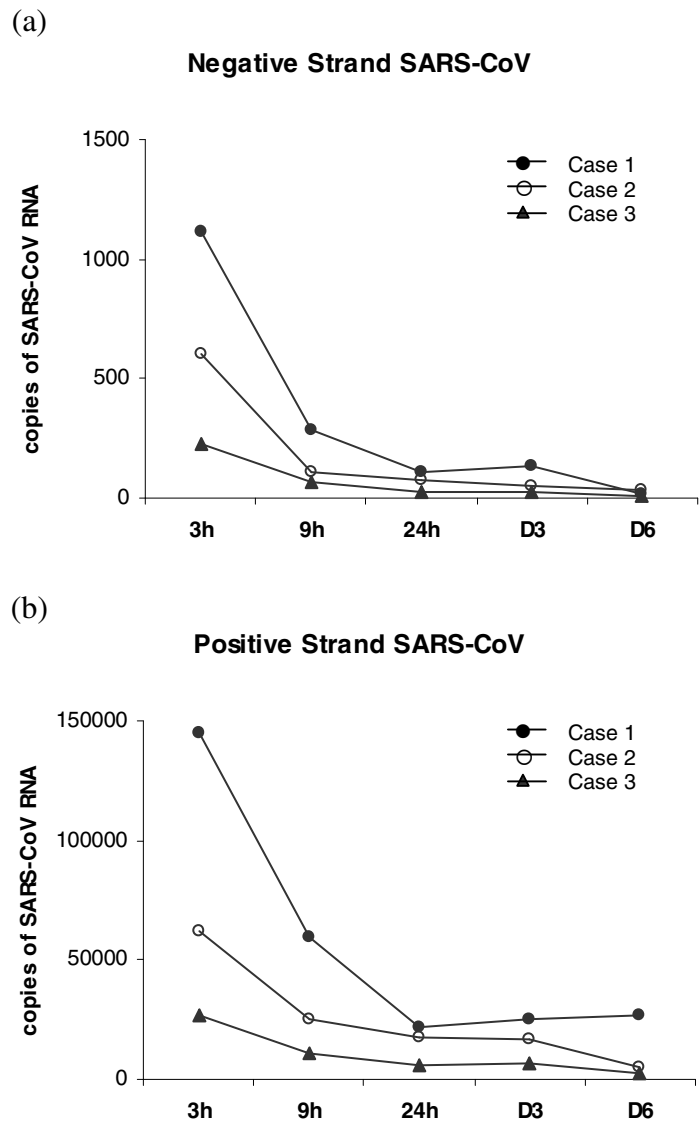 (a)
Negative Strand SARS-CoV
copies of SARS-CoV RNA
1500
1000
500
0
Case 1
Case 2
Case 3
3h 9h 24h D3 D6
(b)
Positive Strand SARS-CoV
copies of SARS-CoV RNA
150000
100000
50000
0
Case 1
Case 2
Case 3
3h 9h 24h D3 D6